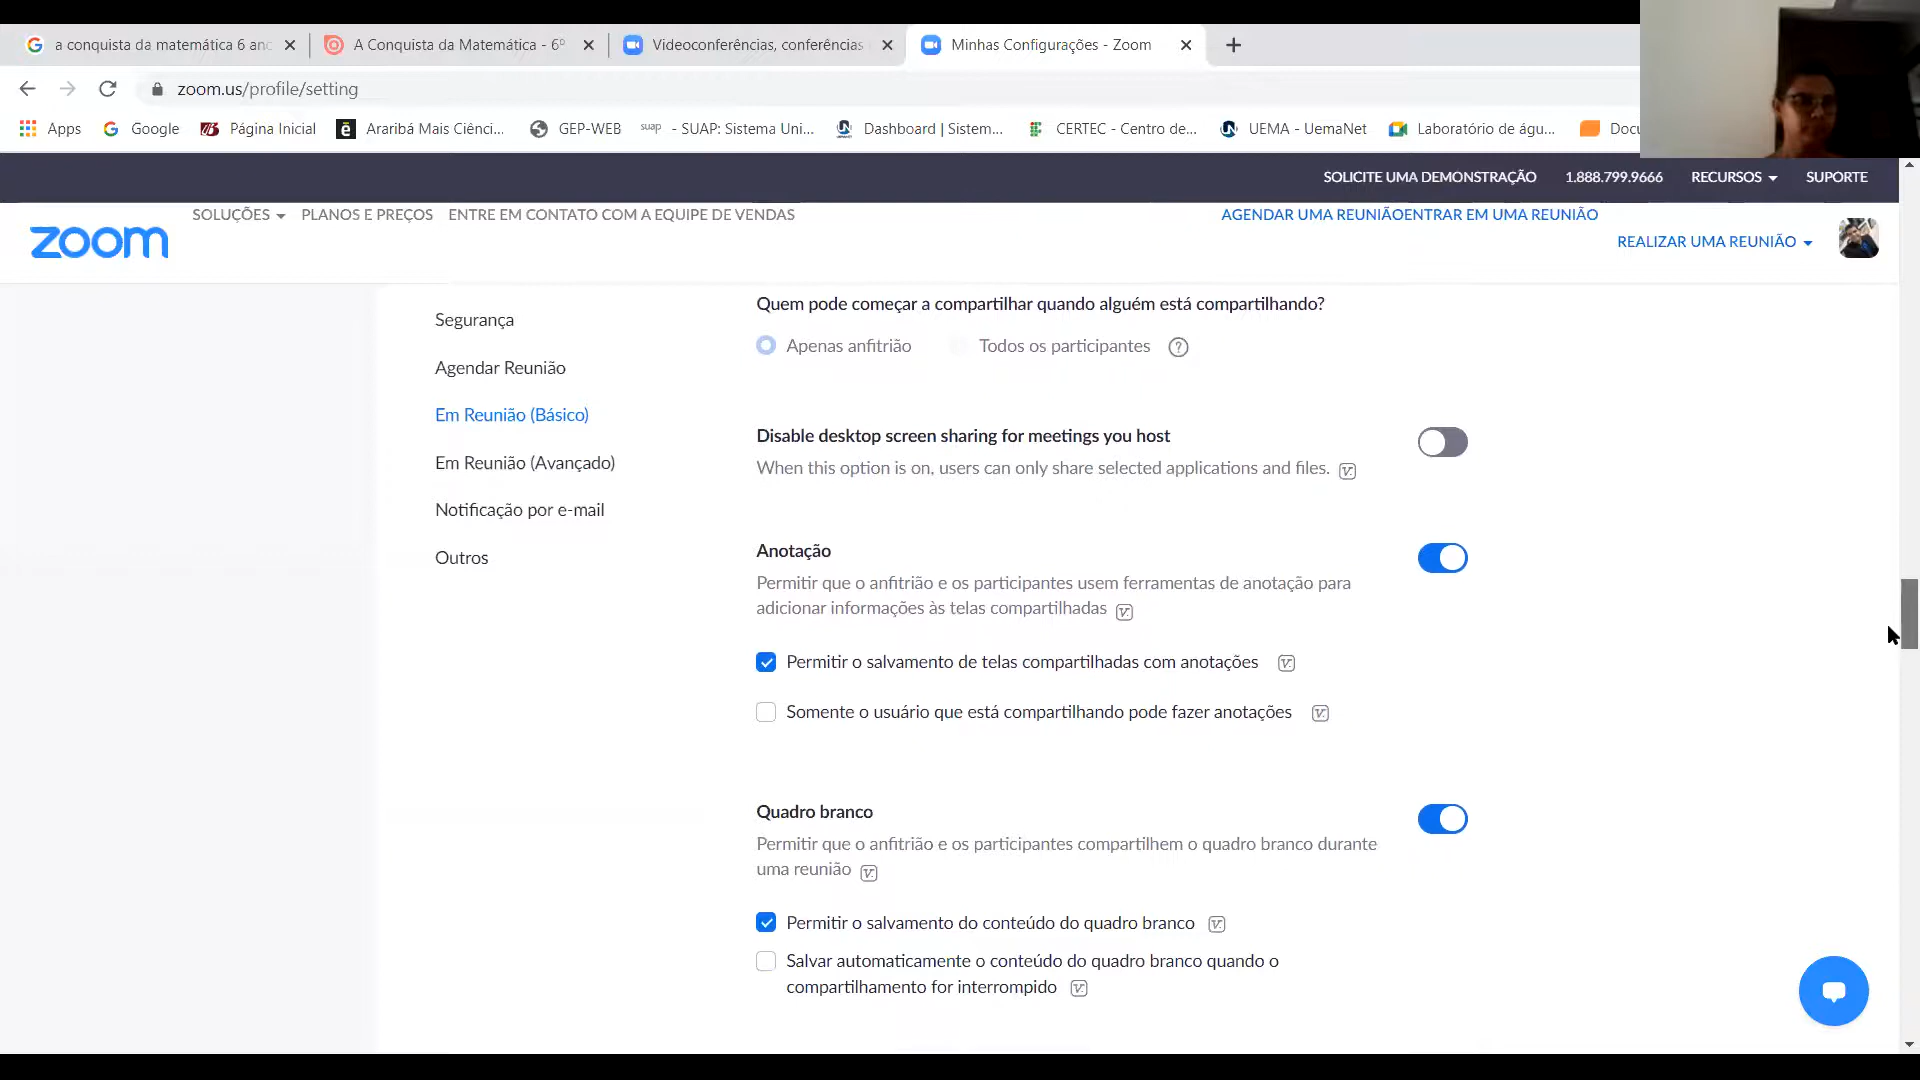 a conquista da matemática 6 anc
A Conquista da Matemática - 6º
Videoconferências, conferências
Minhas Configurações - Zoom
zoom.us/profile/setting
Apps
Google
Página Inicial
Araribá Mais Ciênci...
GEP-WEB
suap - SUAP: Sistema Uni...
Dashboard | Sistem...
CERTEC - Centro de...
UEMA - UemaNet
Laboratório de águ...
Docu
SOLICITE UMA DEMONSTRAÇÃO
1.888.799.9666
RECURSOS
SUPORTE
zoom
SOLUÇÕES
PLANOS E PREÇOS
ENTRE EM CONTATO COM A EQUIPE DE VENDAS
AGENDAR UMA REUNIÃO
ENTRAR EM UMA REUNIÃO
REALIZAR UMA REUNIÃO
Segurança
Agendar Reunião
Em Reunião (Básico)
Em Reunião (Avançado)
Notificação por e-mail
Outros
Quem pode começar a compartilhar quando alguém está compartilhando?
Apenas anfitrião
Todos os participantes
Disable desktop screen sharing for meetings you host
When this option is on, users can only share selected applications and files.
Anotação
Permitir que o anfitrião e os participantes usem ferramentas de anotação para
adicionar informações às telas compartilhadas
Permitir o salvamento de telas compartilhadas com anotações
Somente o usuário que está compartilhando pode fazer anotações
Quadro branco
Permitir que o anfitrião e os participantes compartilhem o quadro branco durante
uma reunião
Permitir o salvamento do conteúdo do quadro branco
Salvar automaticamente o conteúdo do quadro branco quando o
compartilhamento for interrompido